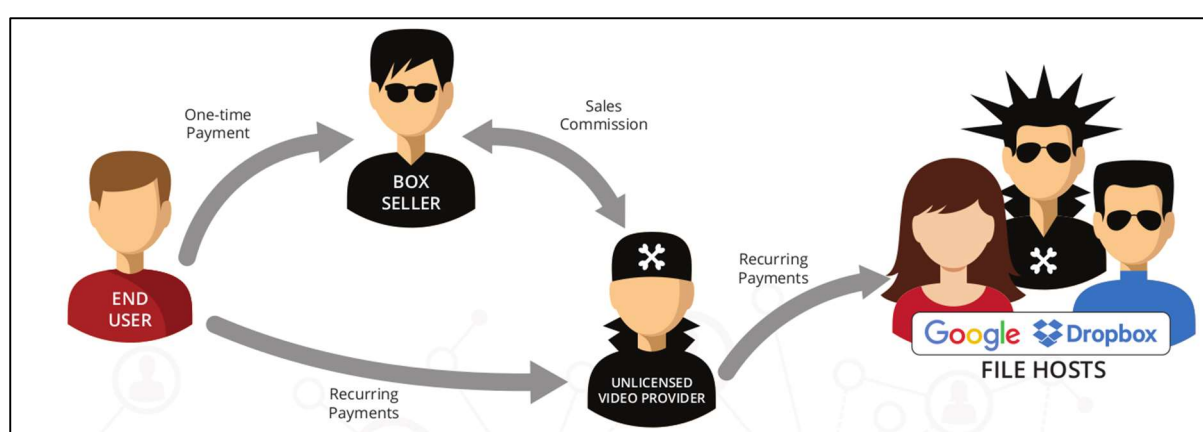 One-time
Payment
Sales
Commission
BOX
SELLER
END
USER
Recurring
Payments
UNLICENSED
VIDEO PROVIDER
Recurring
Payments
Google Dropbox
FILE HOSTS